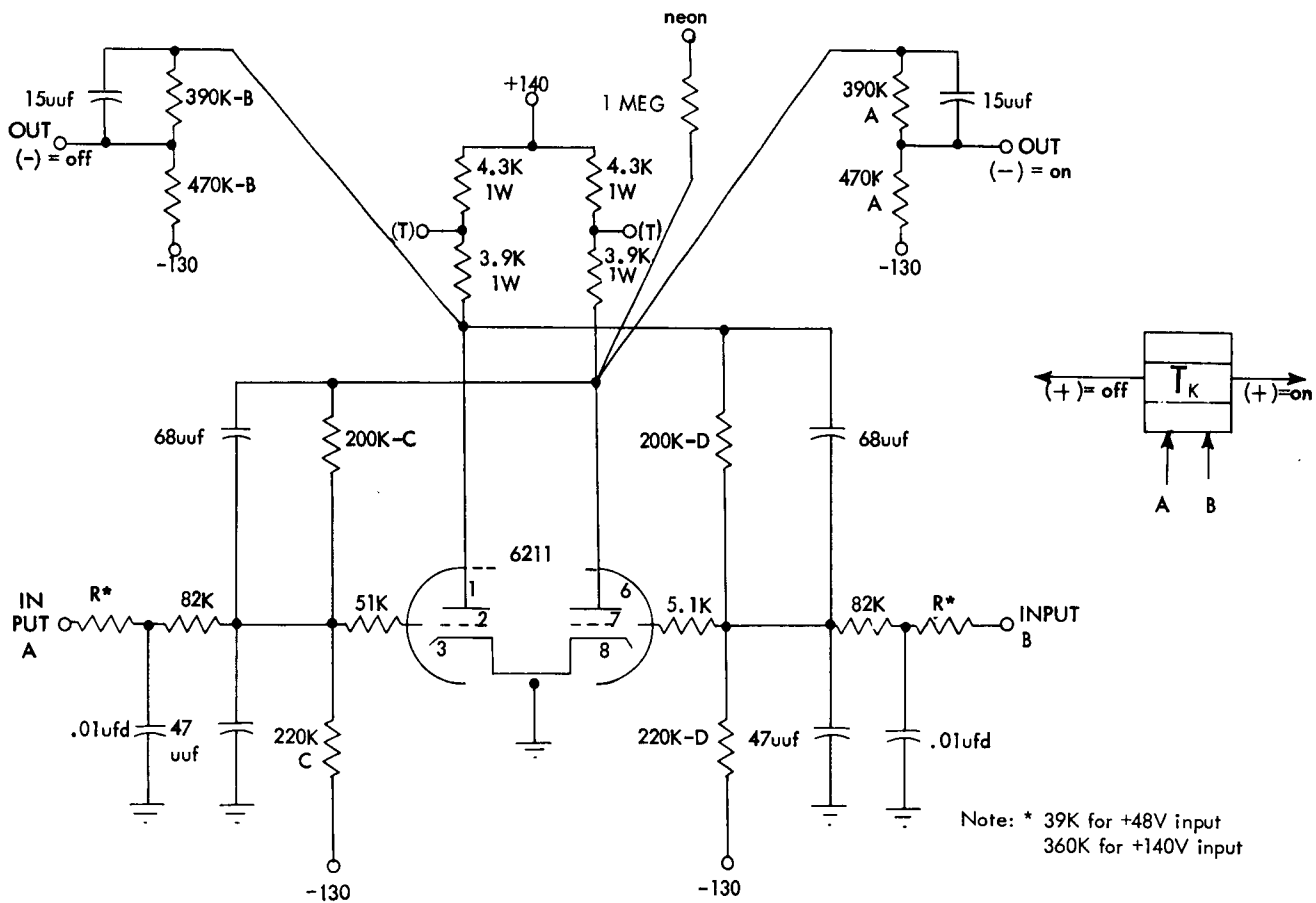 neon
15uuf
390K-B
+140
1 MEG
390K
A
15uuf
OUT
(-) = off
OUT
(-) = on
470K-B
4.3K
1W
4.3K
1W
470K
A
(T)
(T)
-130
3.9K
1W
3.9K
1W
-130
TK
(+) = off
(+)=on
68uuf
200K-C
200K-D
68uuf
A
B
6211
1
6
IN
PUT
A
R*
82K
51K
2
7
5.1K
82K
R*
INPUT
B
3
8
.01ufd
47
uuf
220K
C
220K-D
47uuf
.01ufd
Note: * 39K for +48V input
360K for +140V input
-130
-130